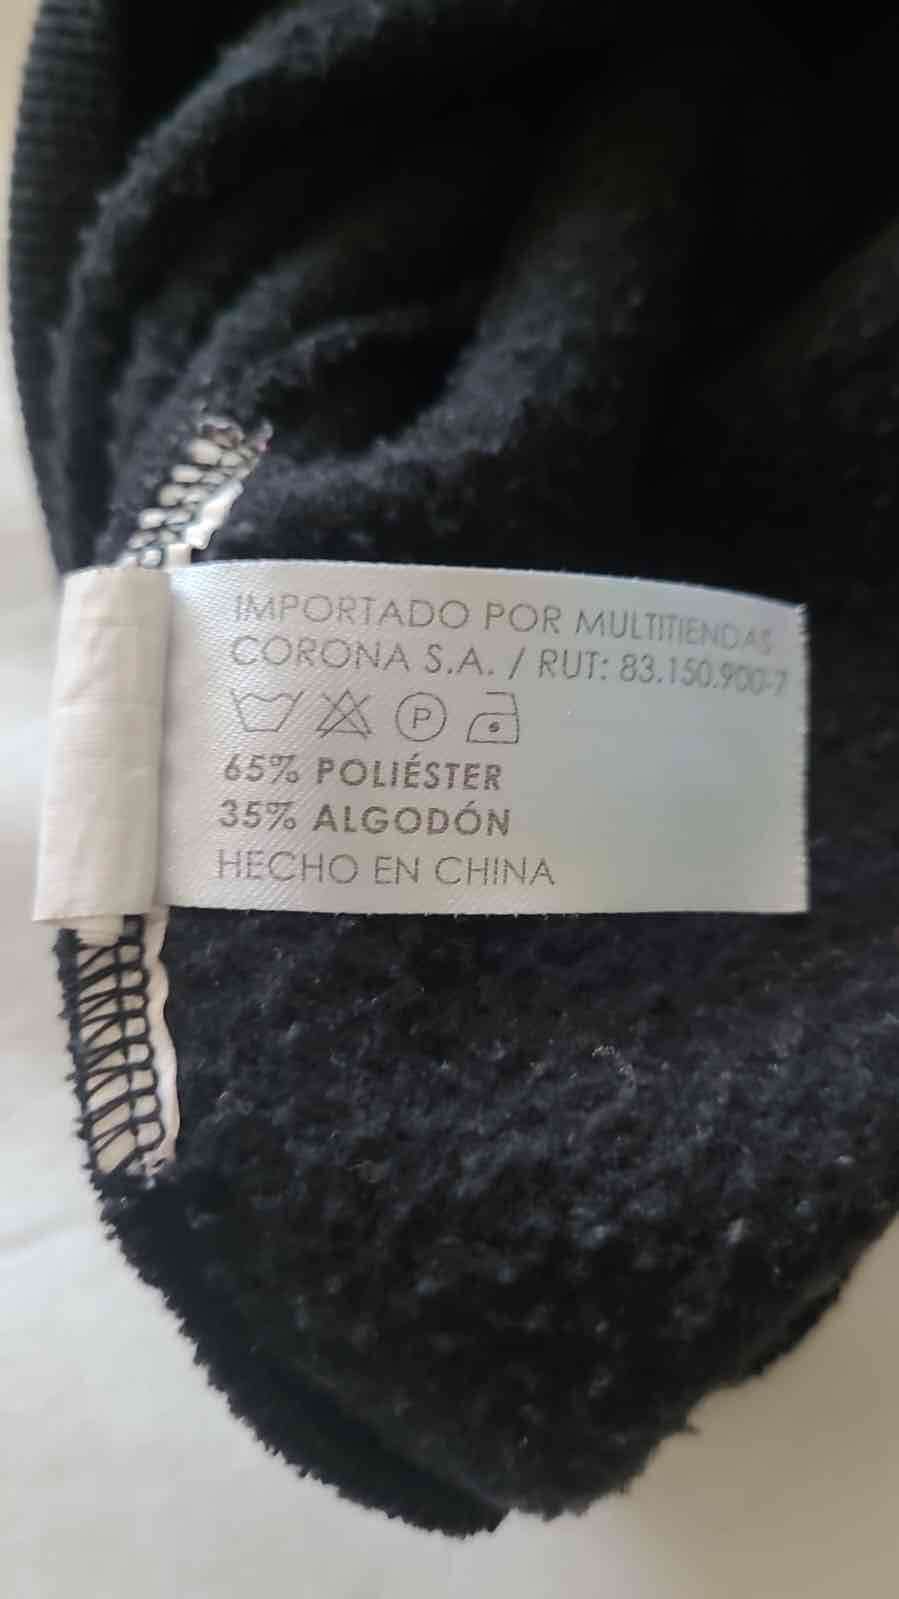 IMPORTADO POR MULTITIENDAS
CORONA S.A. / RUT: 83.150.900-7
P
65% POLIÉSTER
35% ALGODÓN
HECHO EN CHINA